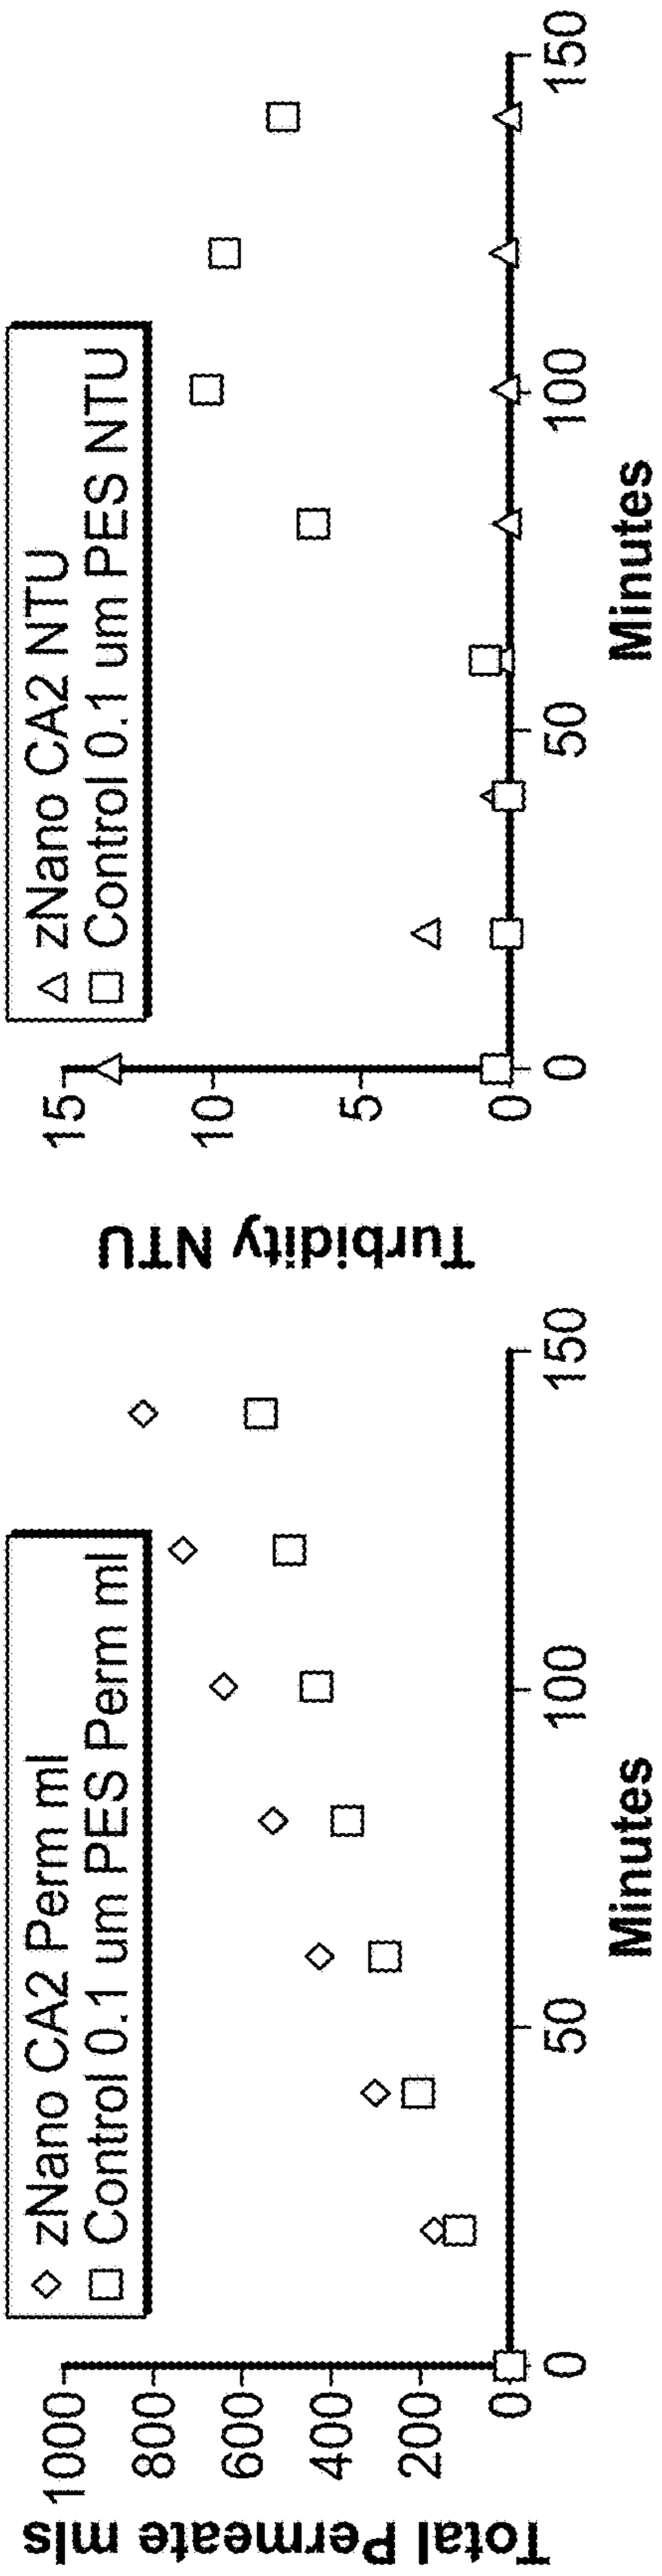 zNano CA2 Perm ml
Control 0.1 um PES Perm ml
Total Permeate mls
1000
800
600
400
200
0
0
50
100
150
Minutes
zNano CA2 NTU
Control 0.1 um PES NTU
Turbidity NTU
15
10
5
0
0
50
100
150
Minutes